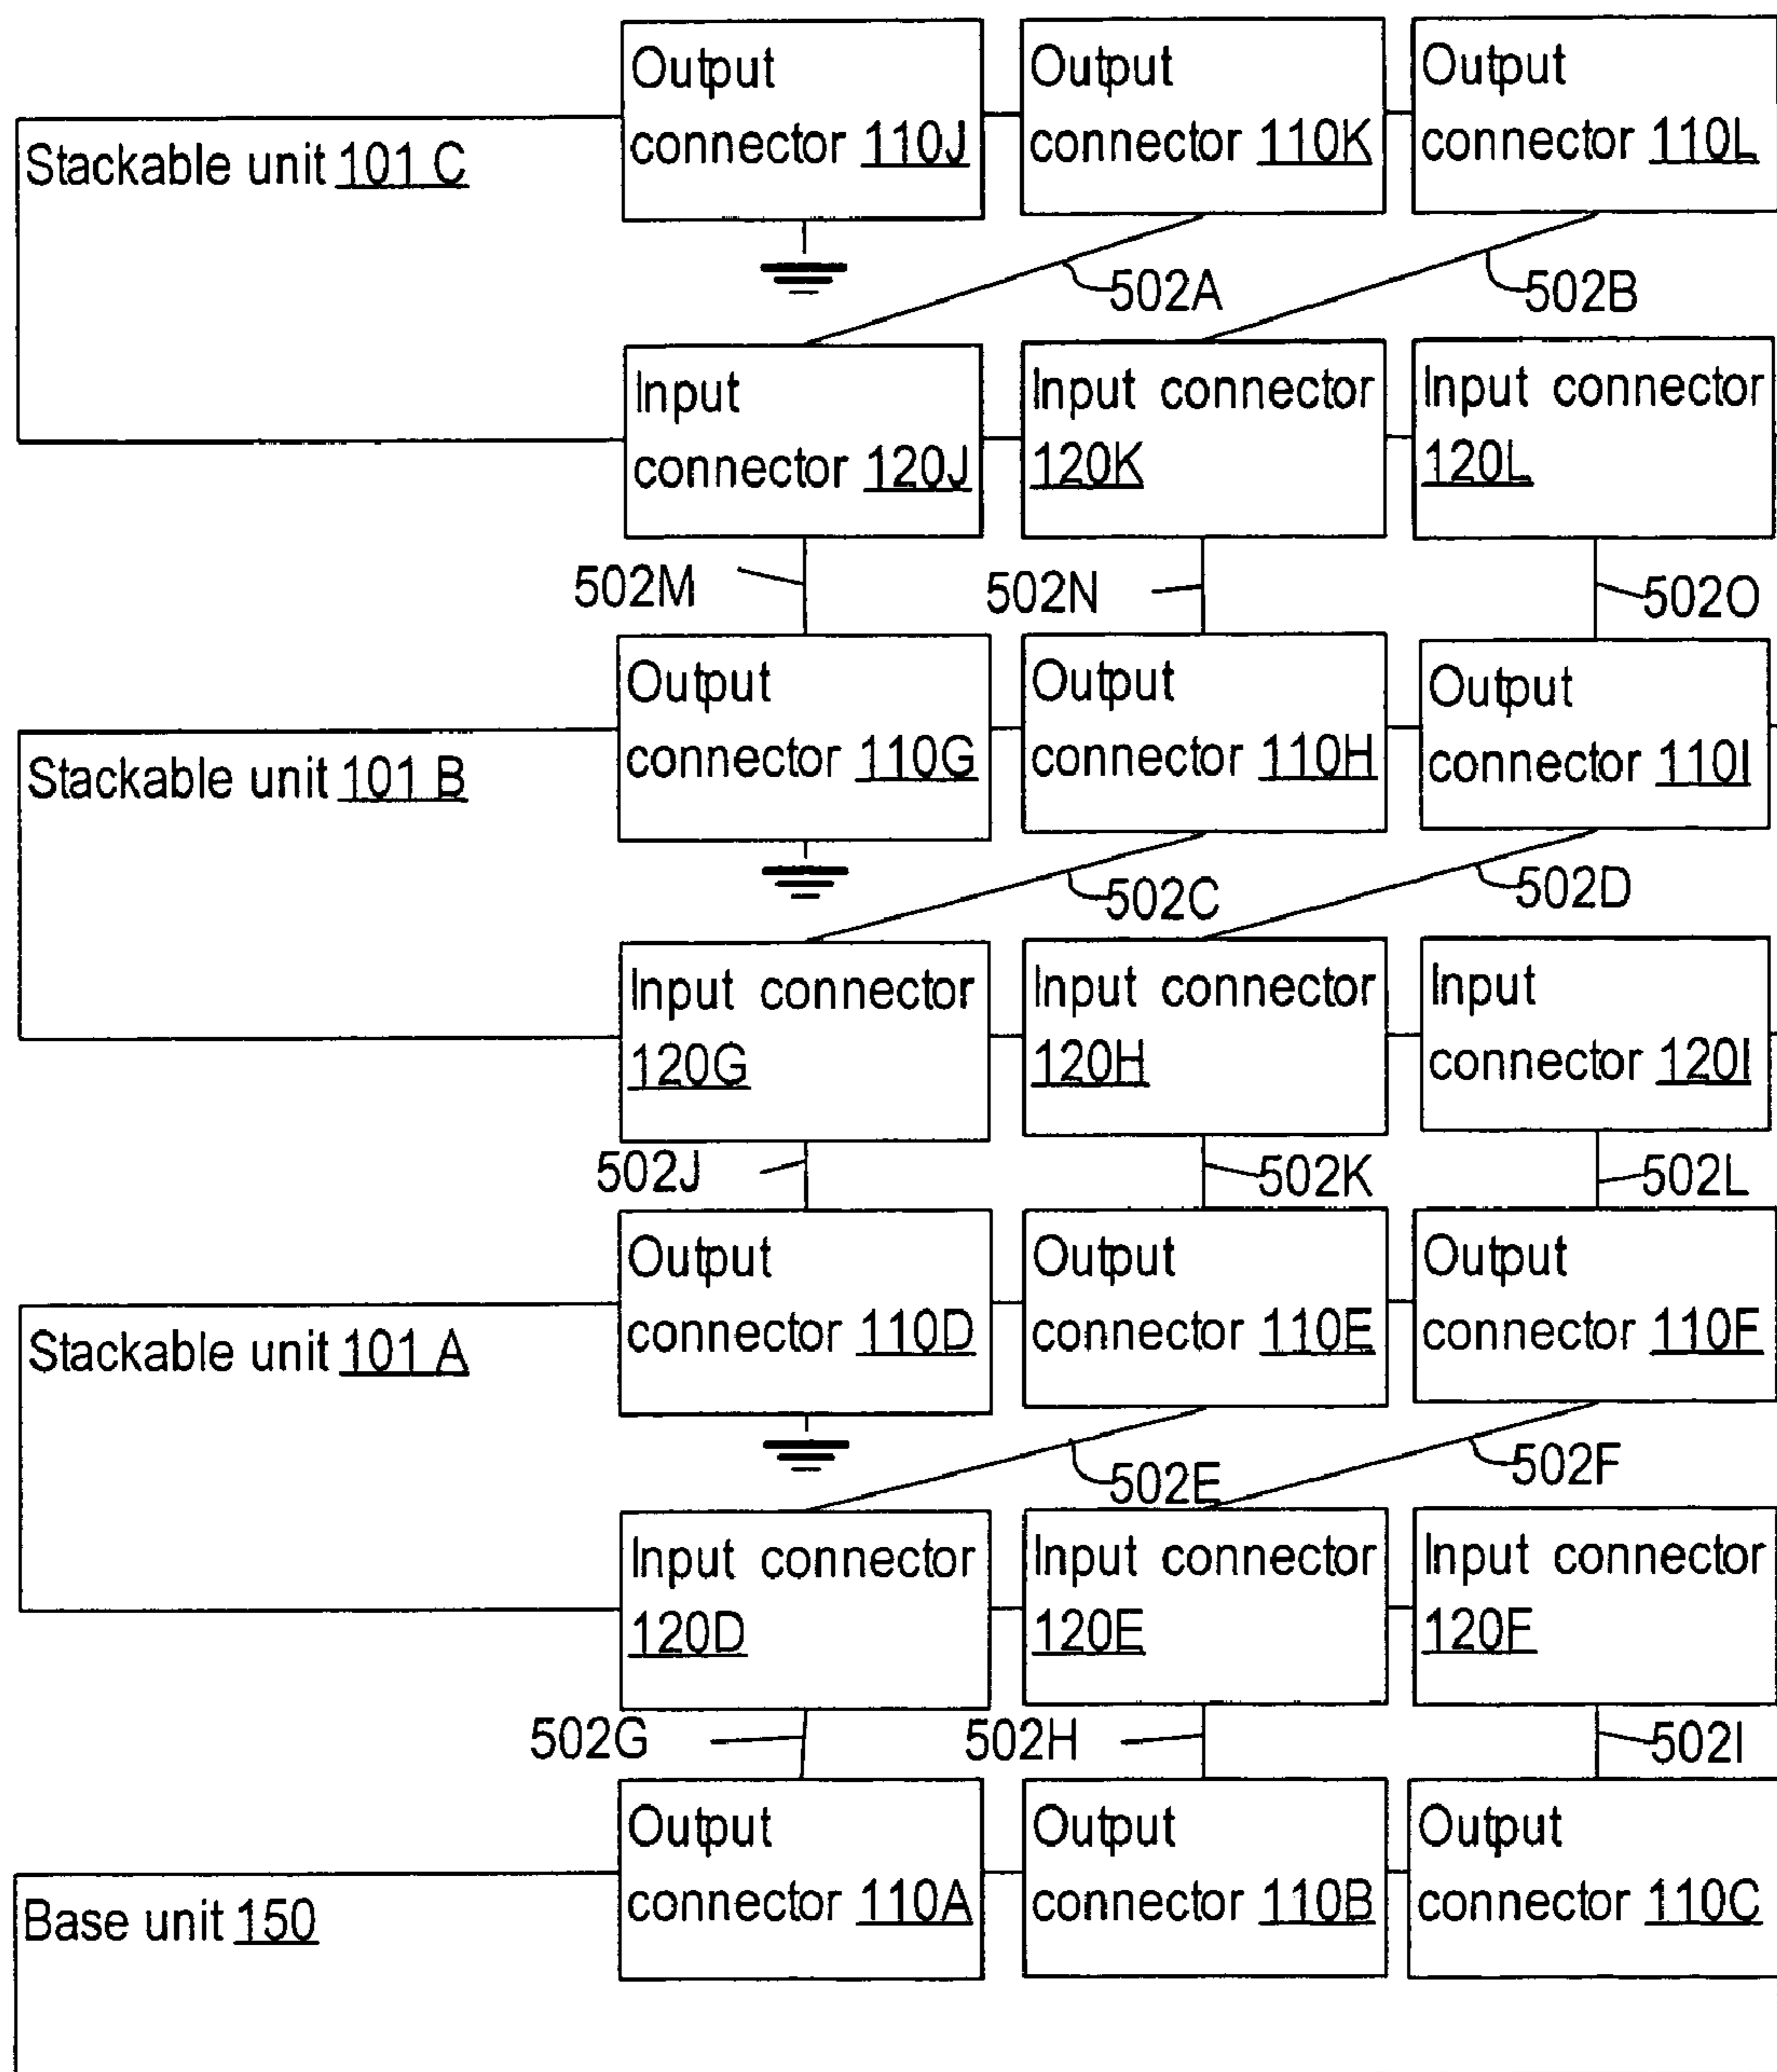 Output
connector 110J
Output
connector 110K
Output
connector 110L
Stackable unit 101 C
502A
502B
Input
connector 120J
Input connector
120K
Input connector
120L
502M
502N
502O
Output
connector 110G
Output
connector 110H
Output
connector 110I
Stackable unit 101 B
502C
502D
Input connector
120G
Input connector
120H
Input
connector 120I
502J
502K
502L
Output
connector 110D
Output
connector 110E
Output
connector 110F
Stackable unit 101 A
502E
502F
Input connector
120D
Input connector
120E
Input connector
120F
502G
502H
502I
Output
connector 110A
Output
connector 110B
Output
connector 110C
Base unit 150